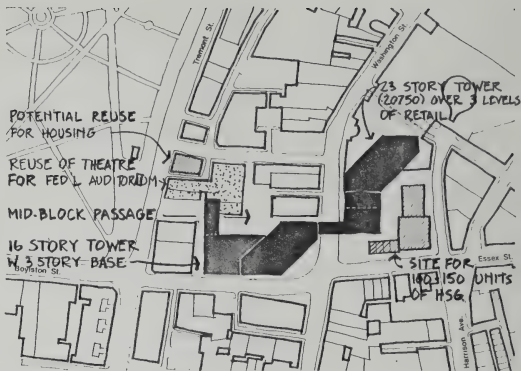 Tremont St.
Washington St.
23 STORY TOWER
(20750) OVER 3 LEVELS
OF RETAIL
POTENTIAL REUSE
FOR HOUSING
REUSE OF THEATRE
FOR FED'L AUDITORIUM
MID-BLOCK PASSAGE
16 STORY TOWER
W. 3 STORY BASE
Boylston St.
SITE FOR
100-150 UNITS
OF HSG.
Essex St.
Harrison Ave.